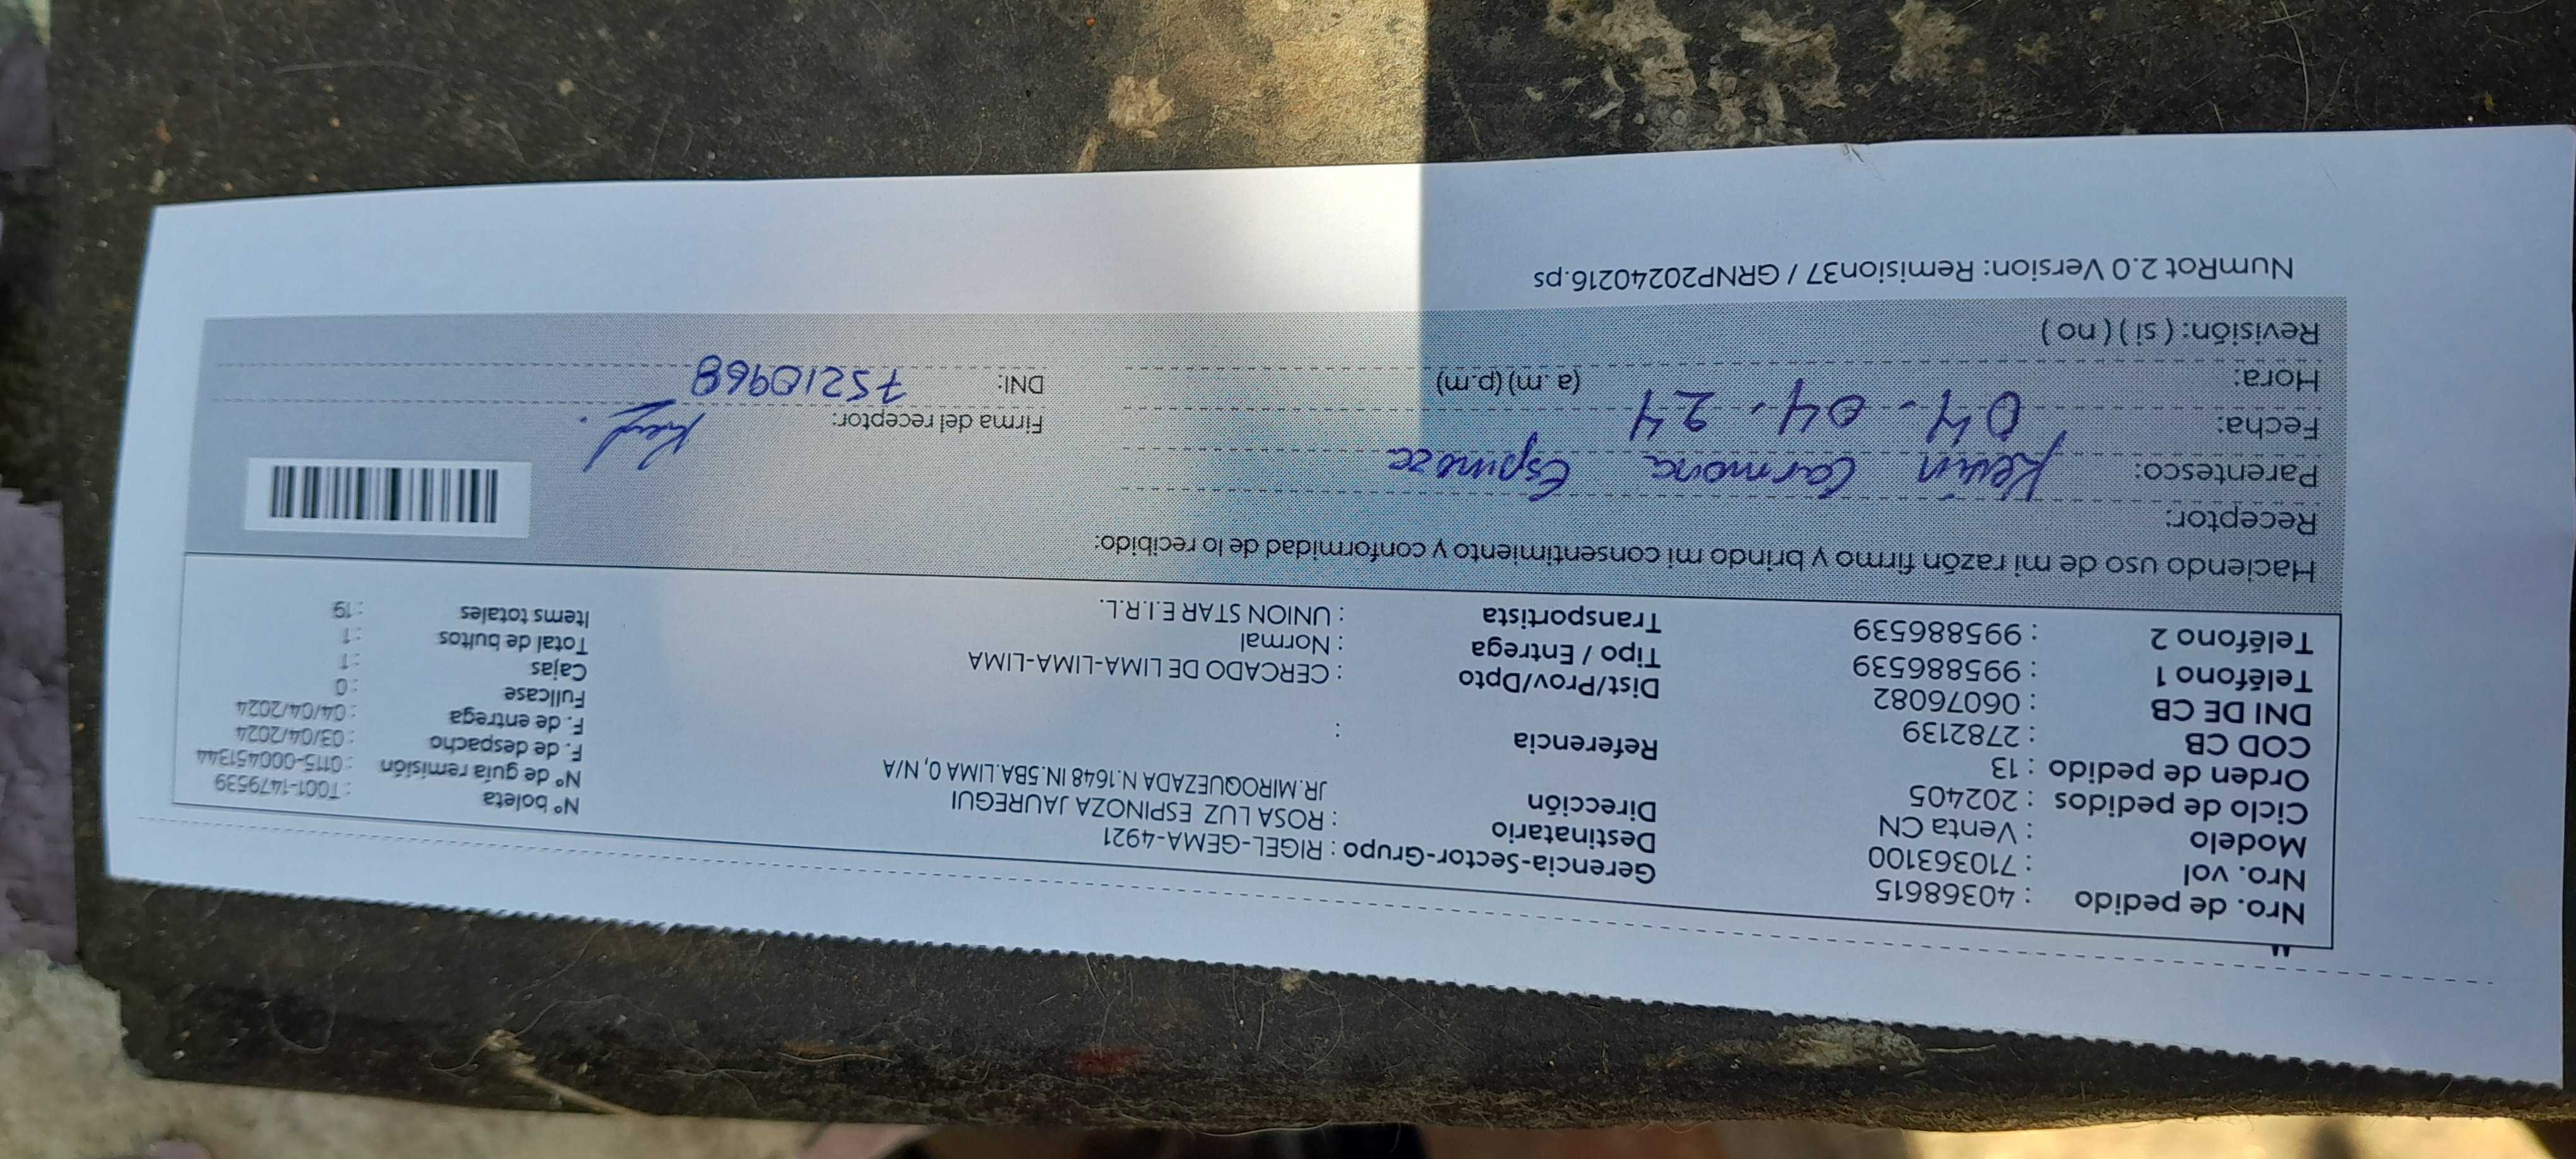 Nro. de pedido : 40368615
Nro. vol : 710363100
Modelo : Venta CN
Ciclo de pedidos : 202405
Orden de pedido : 13
COD CB : 2782139
DNI DE CB : 06076082
Teléfono 1 : 995886539
Teléfono 2 : 995886539
Gerencia-Sector-Grupo : RIGEL-GEMA-4921
Destinatario : ROSA LUZ ESPINOZA JAUREGUI
Dirección JR.MIROQUEZADA N.1648 IN.5BA.LIMA 0, N/A
Referencia :
Dist/Prov/Dpto : CERCADO DE LIMA-LIMA-LIMA
Tipo / Entrega : Normal
Transportista : UNION STAR E.I.R.L.
N° boleta : T001-1479539
N° de guía remisión : 0115-000451344
F. de despacho : 03/04/2024
F. de entrega : 04/04/2024
Fullcase : 0
Cajas : 1
Total de bultos : 1
Items totales : 19
Haciendo uso de mi razón firmo y brindo mi consentimiento y conformidad de lo recibido:
Receptor:
Parentesco: Kevin Carmona Espinoza
Fecha: 04. 04. 24
Hora: (a .m) (p.m)
Revisión: ( si ) ( no )
Firma del receptor:
DNI: 75210968
NumRot 2.0 Version: Remision37 / GRNP20240216.ps